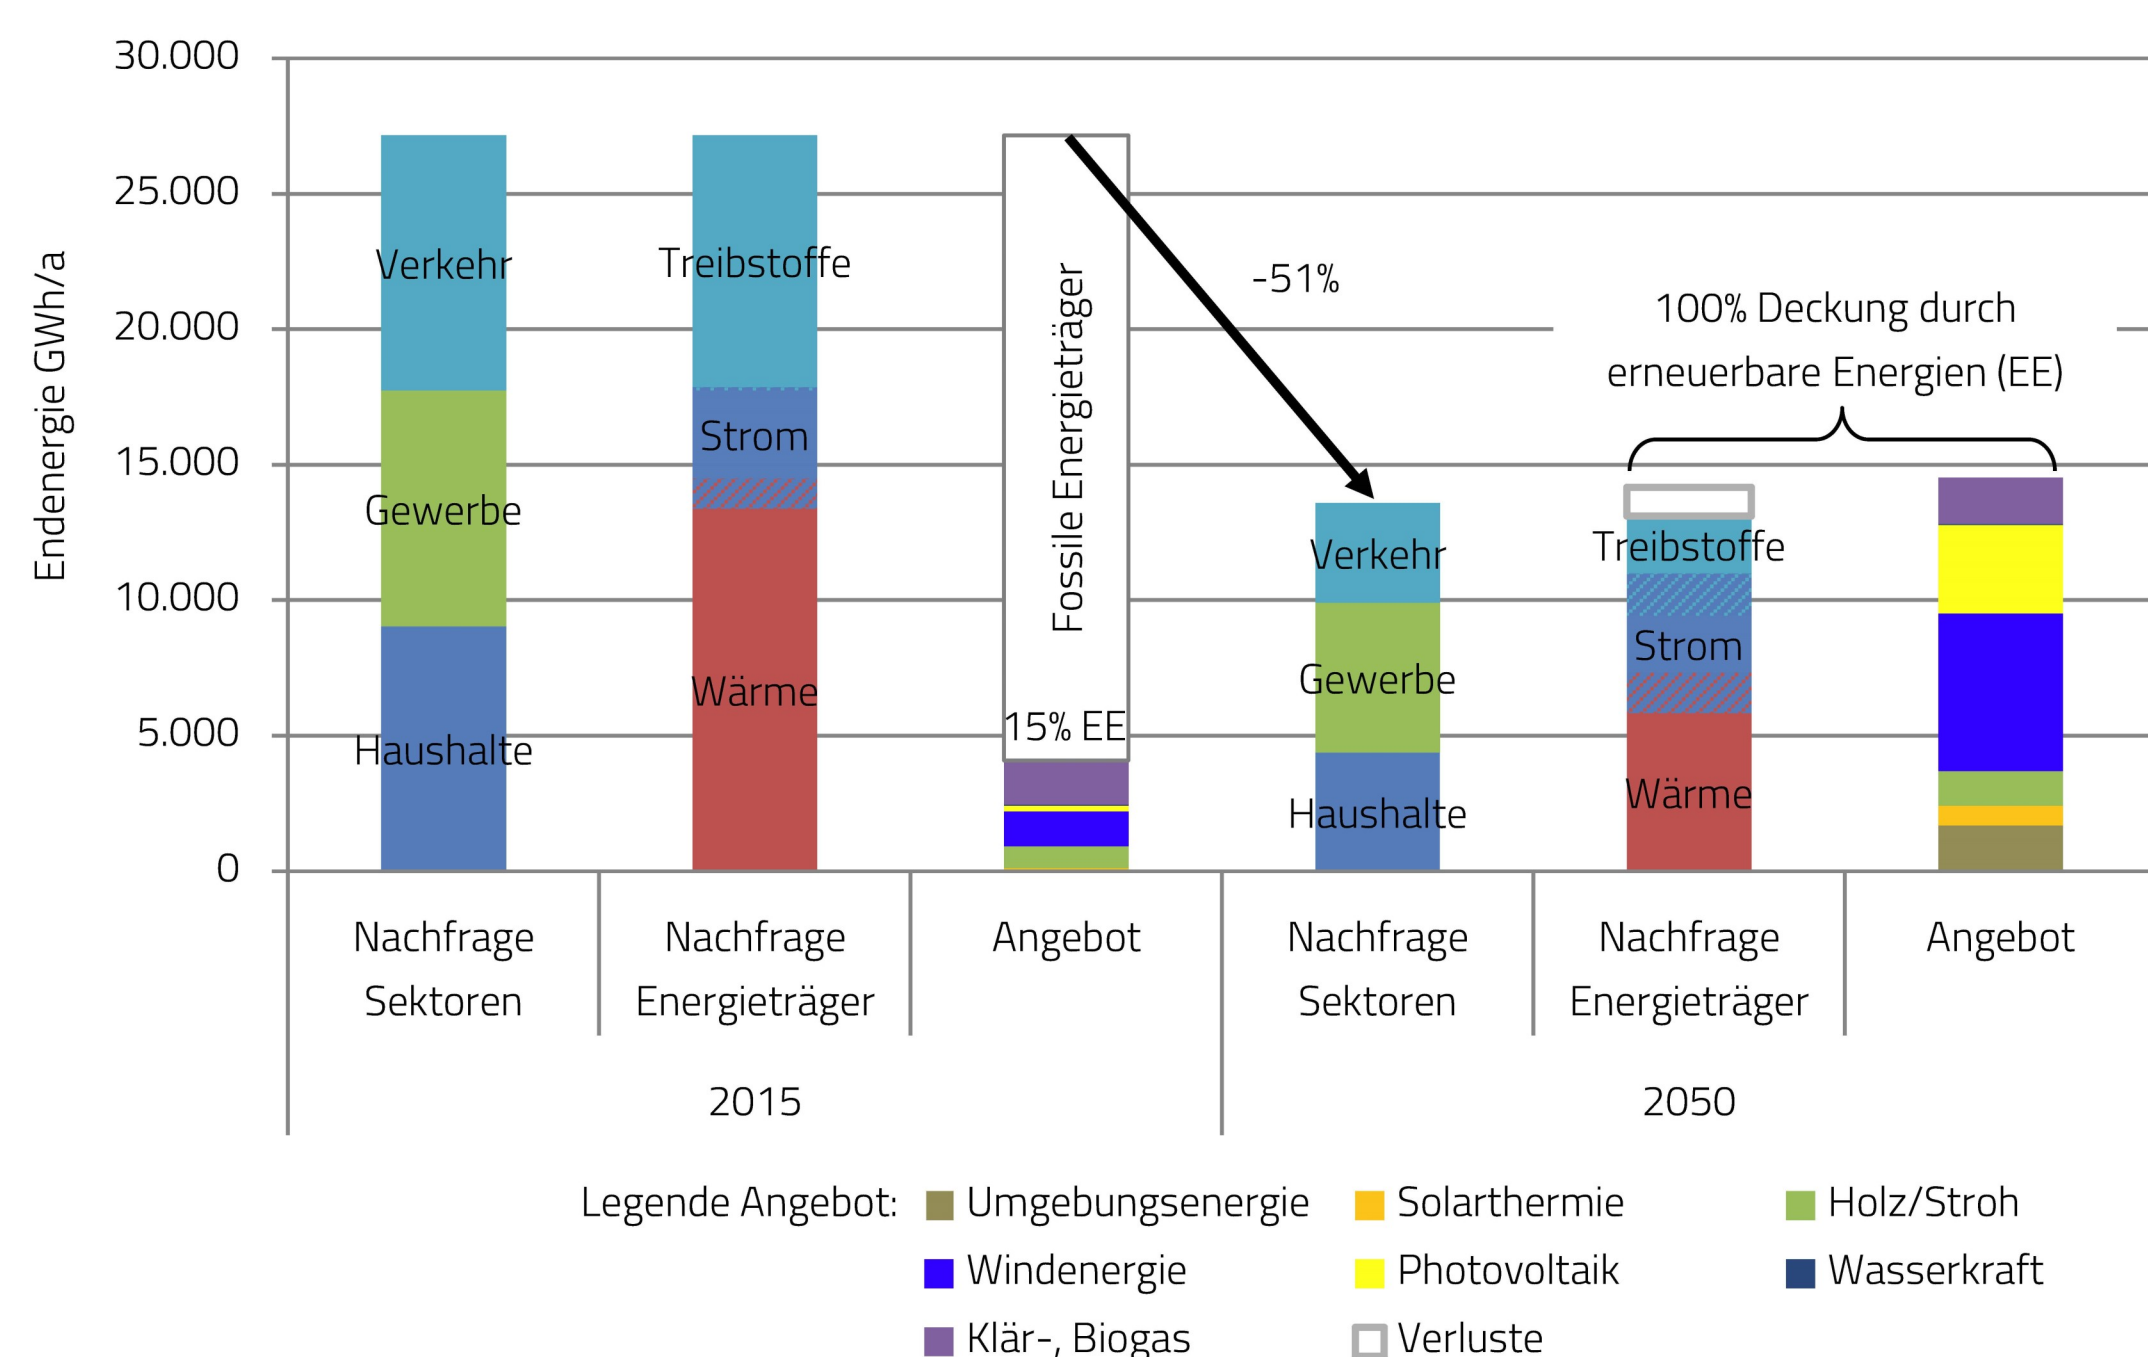 30.000
25.000
20.000
15.000
10.000
5.000
0
Endenergie GWh/a
Verkehr
Gewerbe
Haushalte
Treibstoffe
Strom
Wärme
Fossile Energieträger
15% EE
-51%
100% Deckung durch
erneuerbare Energien (EE)
Verkehr
Gewerbe
Haushalte
Treibstoffe
Strom
Wärme
Nachfrage
Sektoren
Nachfrage
Energieträger
Angebot
Nachfrage
Sektoren
Nachfrage
Energieträger
Angebot
2015
2050
Legende Angebot:
Umgebungsenergie
Solarthermie
Holz/Stroh
Windenergie
Photovoltaik
Wasserkraft
Klär-, Biogas
Verluste